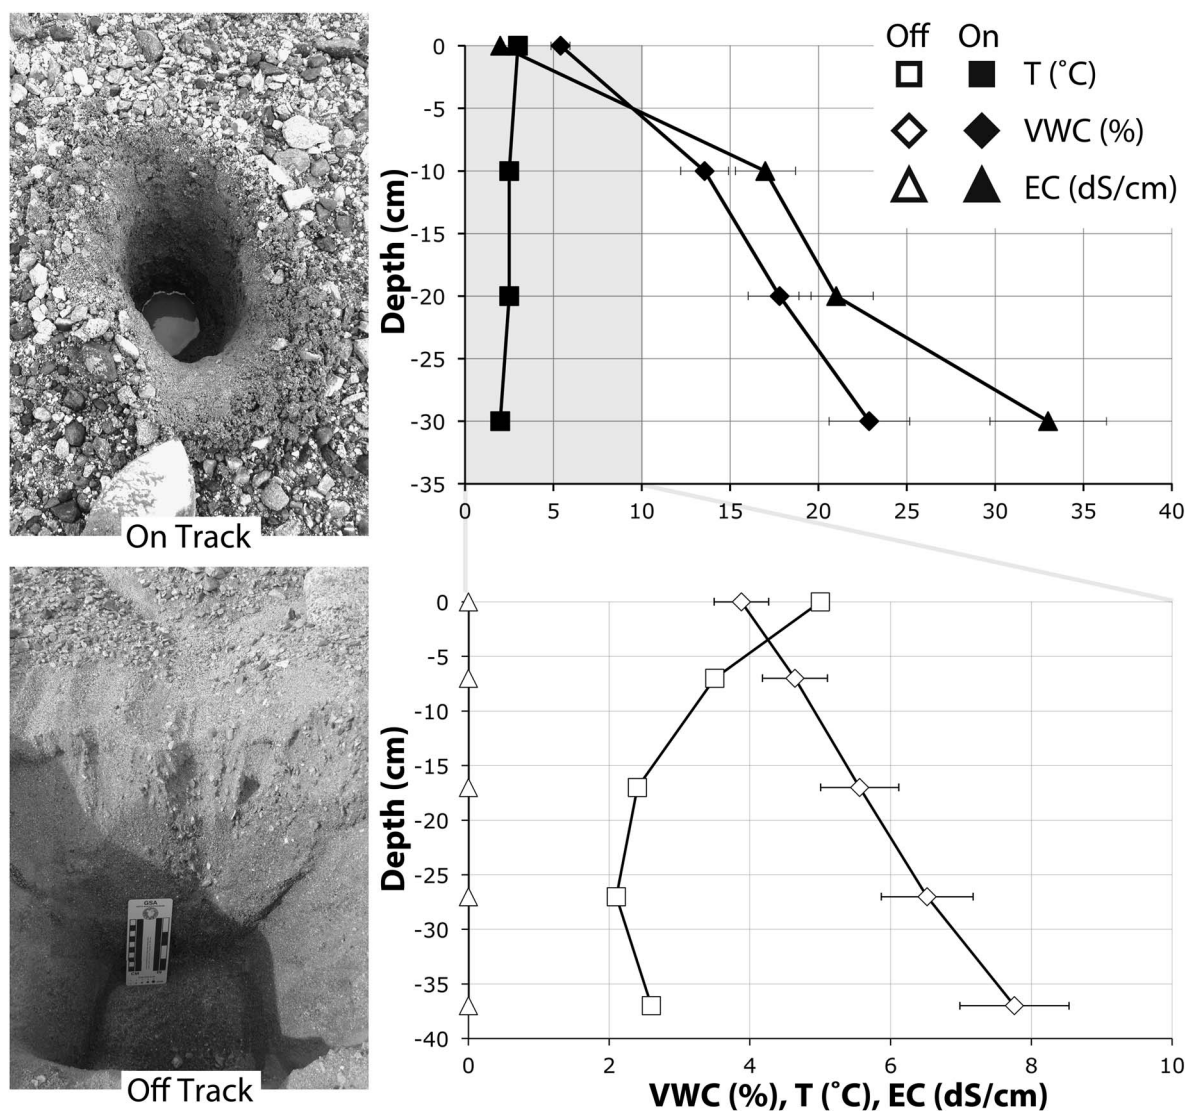 Off On
T (˚C)
VWC (%)
EC (dS/cm)
Depth (cm)
0
-5
-10
-15
-20
-25
-30
-35
0 5 10 15 20 25 30 35 40
On Track
Depth (cm)
0
-5
-10
-15
-20
-25
-30
-35
-40
0 2 4 6 8 10
VWC (%), T (˚C), EC (dS/cm)
GSA
Off Track